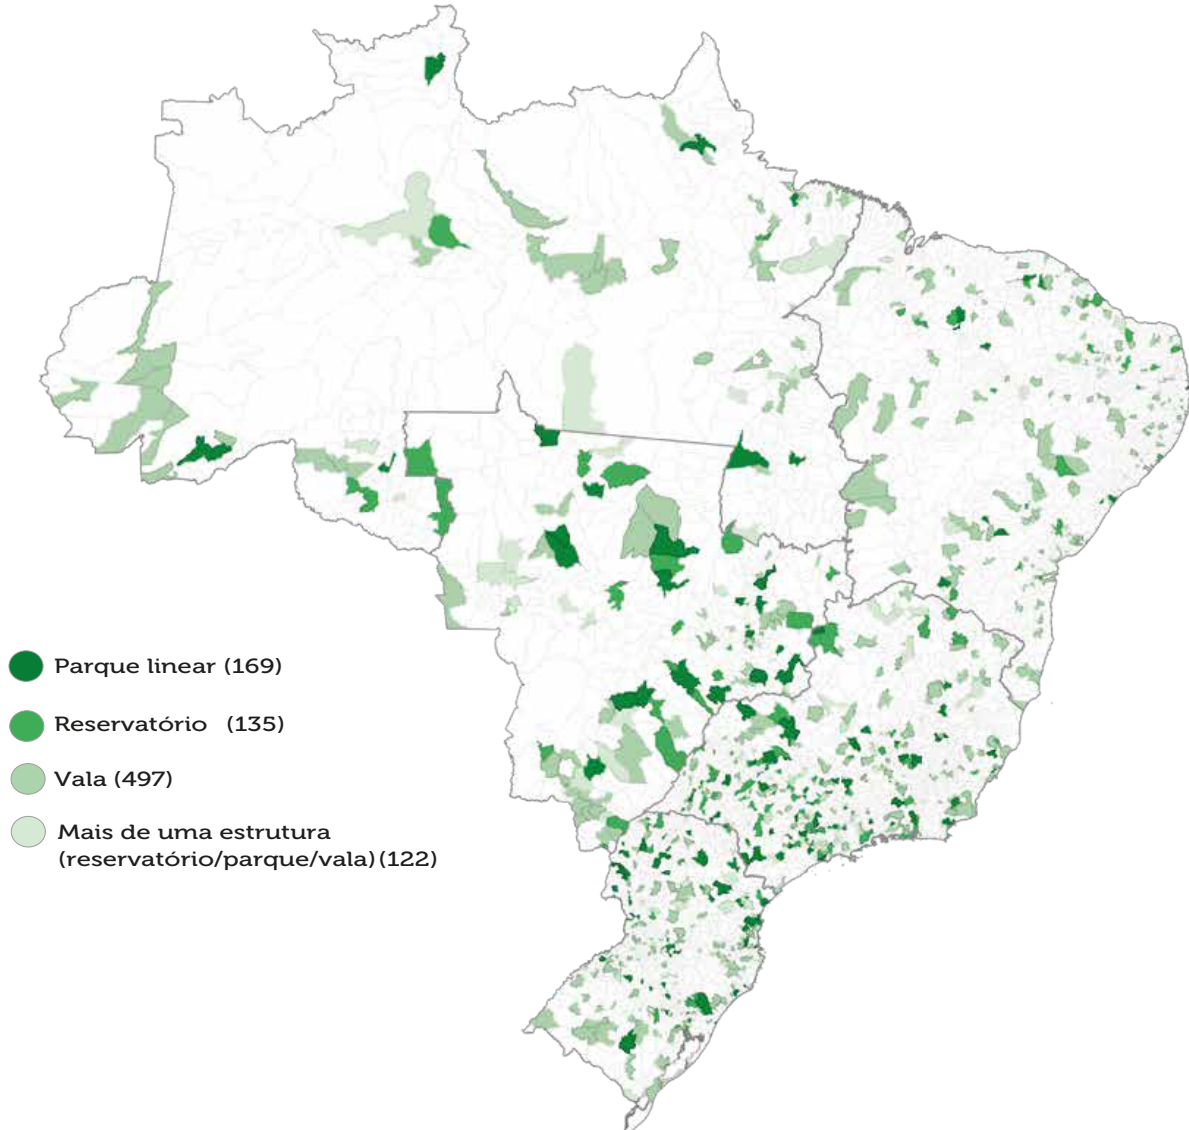 Parque linear (169)
Reservatório (135)
Vala (497)
Mais de uma estrutura
(reservatório/parque/vala) (122)